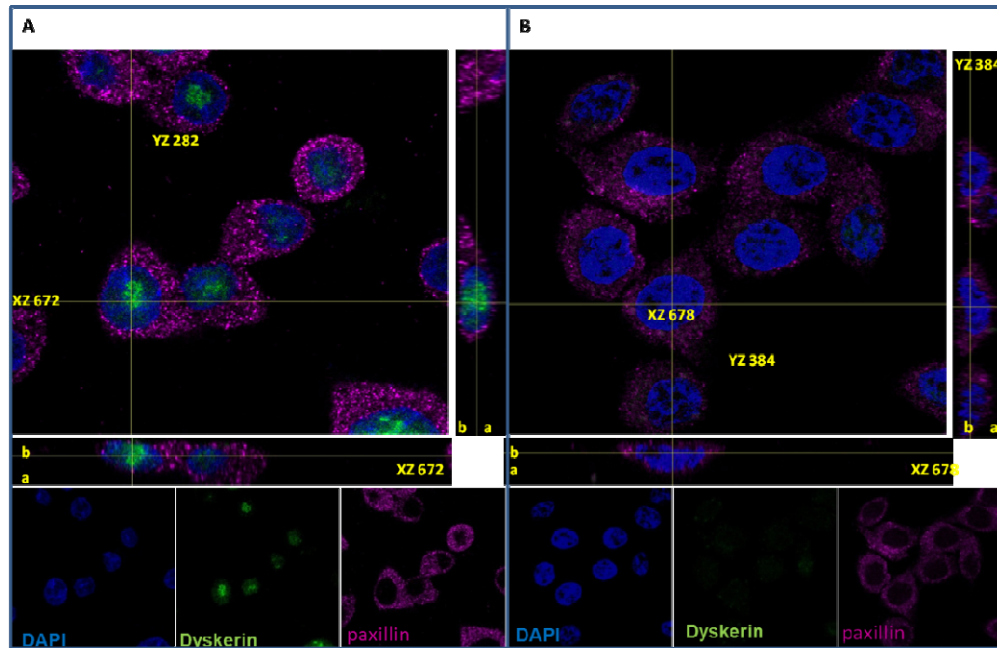 A
YZ 282
XZ 672
b a
b
a
XZ 672
DAPI
Dyskerin
paxillin
B
YZ 384
XZ 678
YZ 384
b a
b
a
XZ 678
DAPI
Dyskerin
paxillin